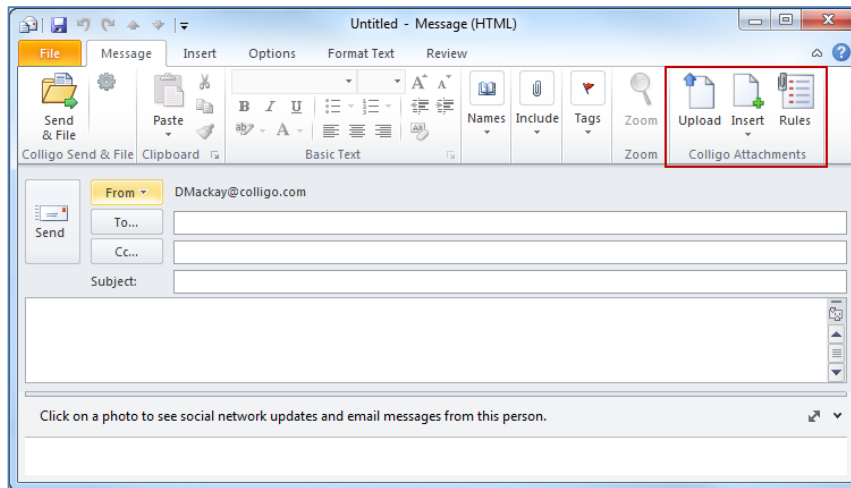 Untitled - Message (HTML)
File Message Insert Options Format Text Review
Send & File
Paste
B I U
A A
ab A
Names Include Tags Zoom Upload Insert Rules
Colligo Send & File Clipboard Basic Text Zoom Colligo Attachments
From DMackay@colligo.com
Send
To...
Cc...
Subject:
Click on a photo to see social network updates and email messages from this person.